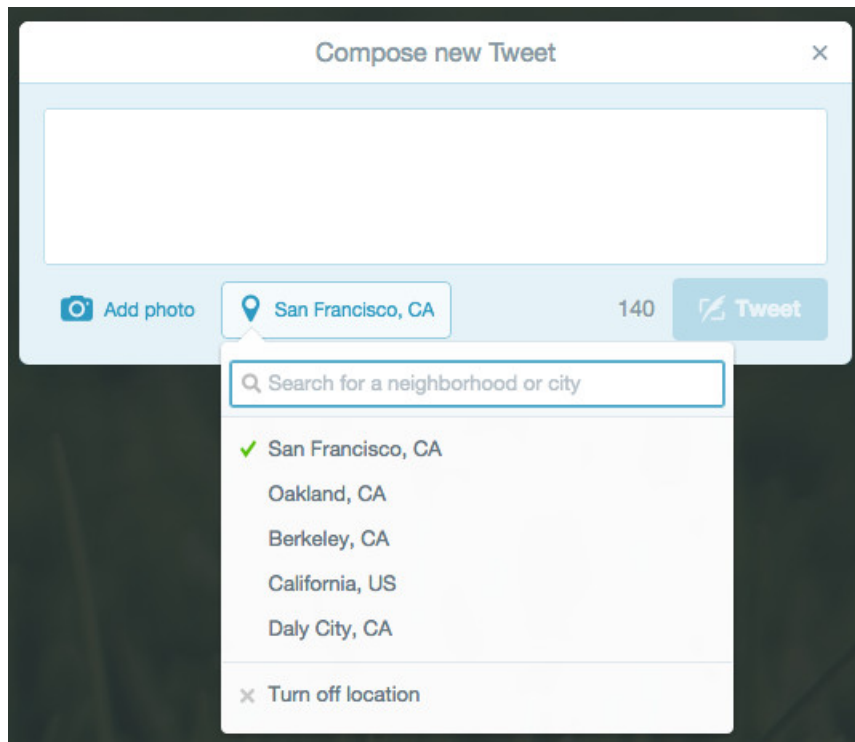 Compose new Tweet
Add photo
San Francisco, CA
140
Tweet
Search for a neighborhood or city
San Francisco, CA
Oakland, CA
Berkeley, CA
California, US
Daly City, CA
Turn off location